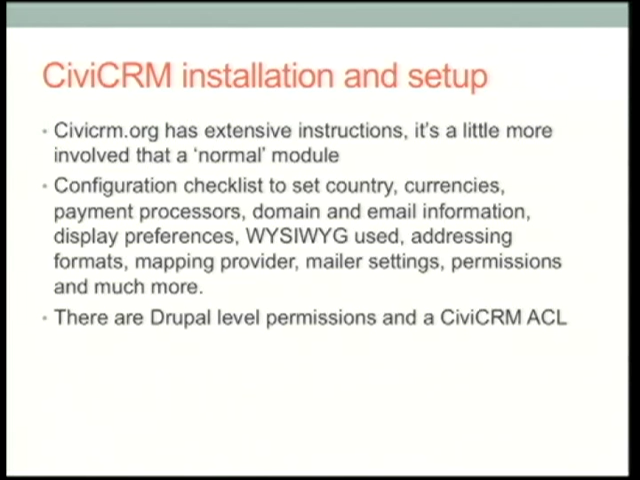 CiviCRM installation and setup
• Civicrm.org has extensive instructions, it's a little more
involved that a 'normal' module
• Configuration checklist to set country, currencies,
payment processors, domain and email information,
display preferences, WYSIWYG used, addressing
formats, mapping provider, mailer settings, permissions
and much more.
• There are Drupal level permissions and a CiviCRM ACL